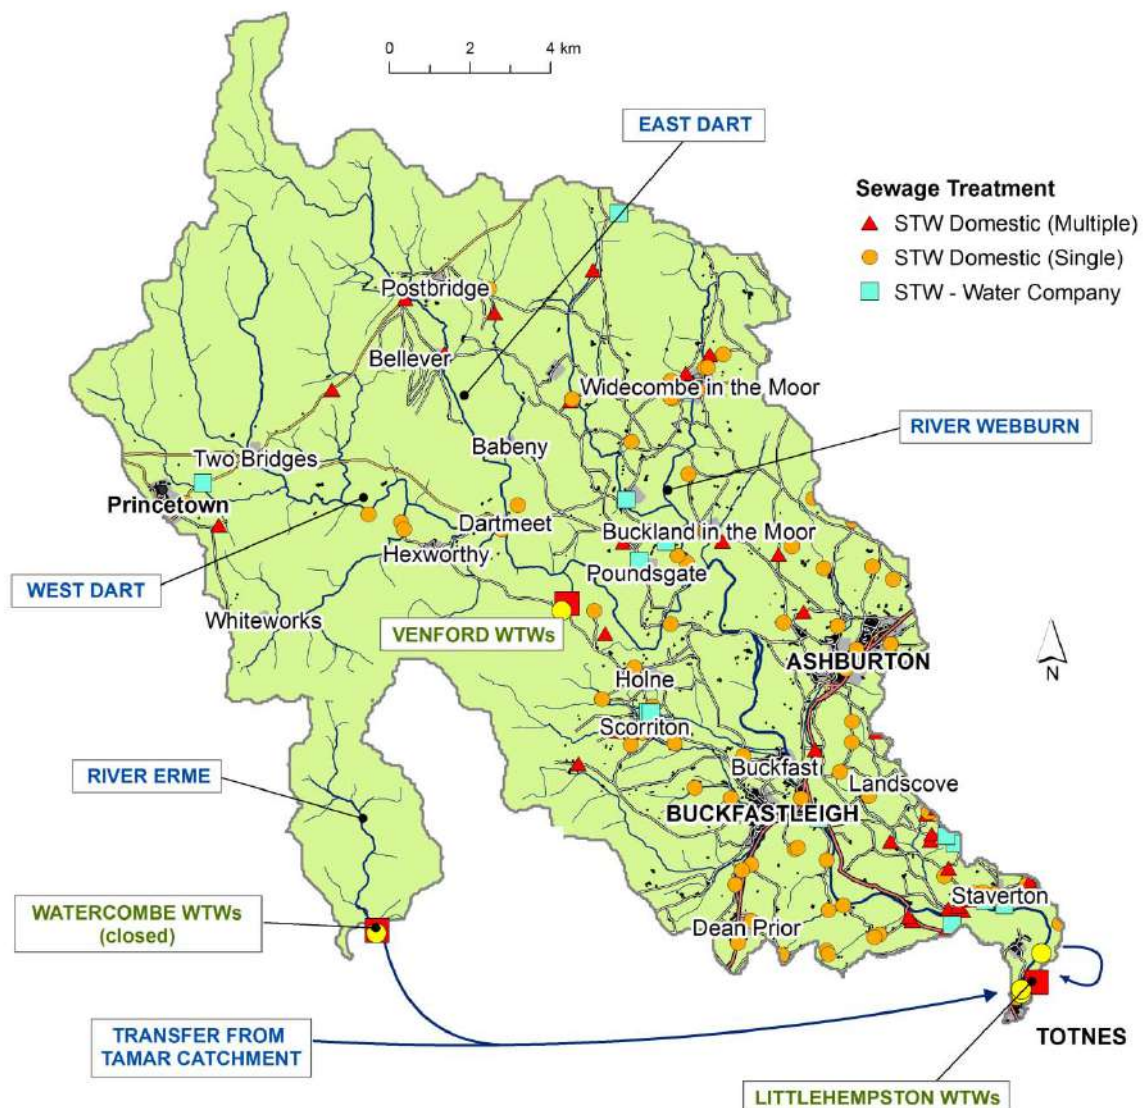 0 2 4 km
EAST DART
Sewage Treatment
STW Domestic (Multiple)
STW Domestic (Single)
STW - Water Company
Postbridge
Bellever
Widecombe in the Moor
RIVER WEBBURN
Babeny
Two Bridges
Princetown
Dartmeet
Buckland in the Moor
Hexworthy
Poundsgate
WEST DART
Whiteworks
VENFORD WTWs
ASHBURTON
N
Holne
Scorriton
RIVER ERME
Buckfast
Landscove
BUCKFASTLEIGH
Staverton
WATERCOMBE WTWs
(closed)
Dean Prior
TRANSFER FROM
TAMAR CATCHMENT
TOTNES
LITTLEHEMPSTON WTWs